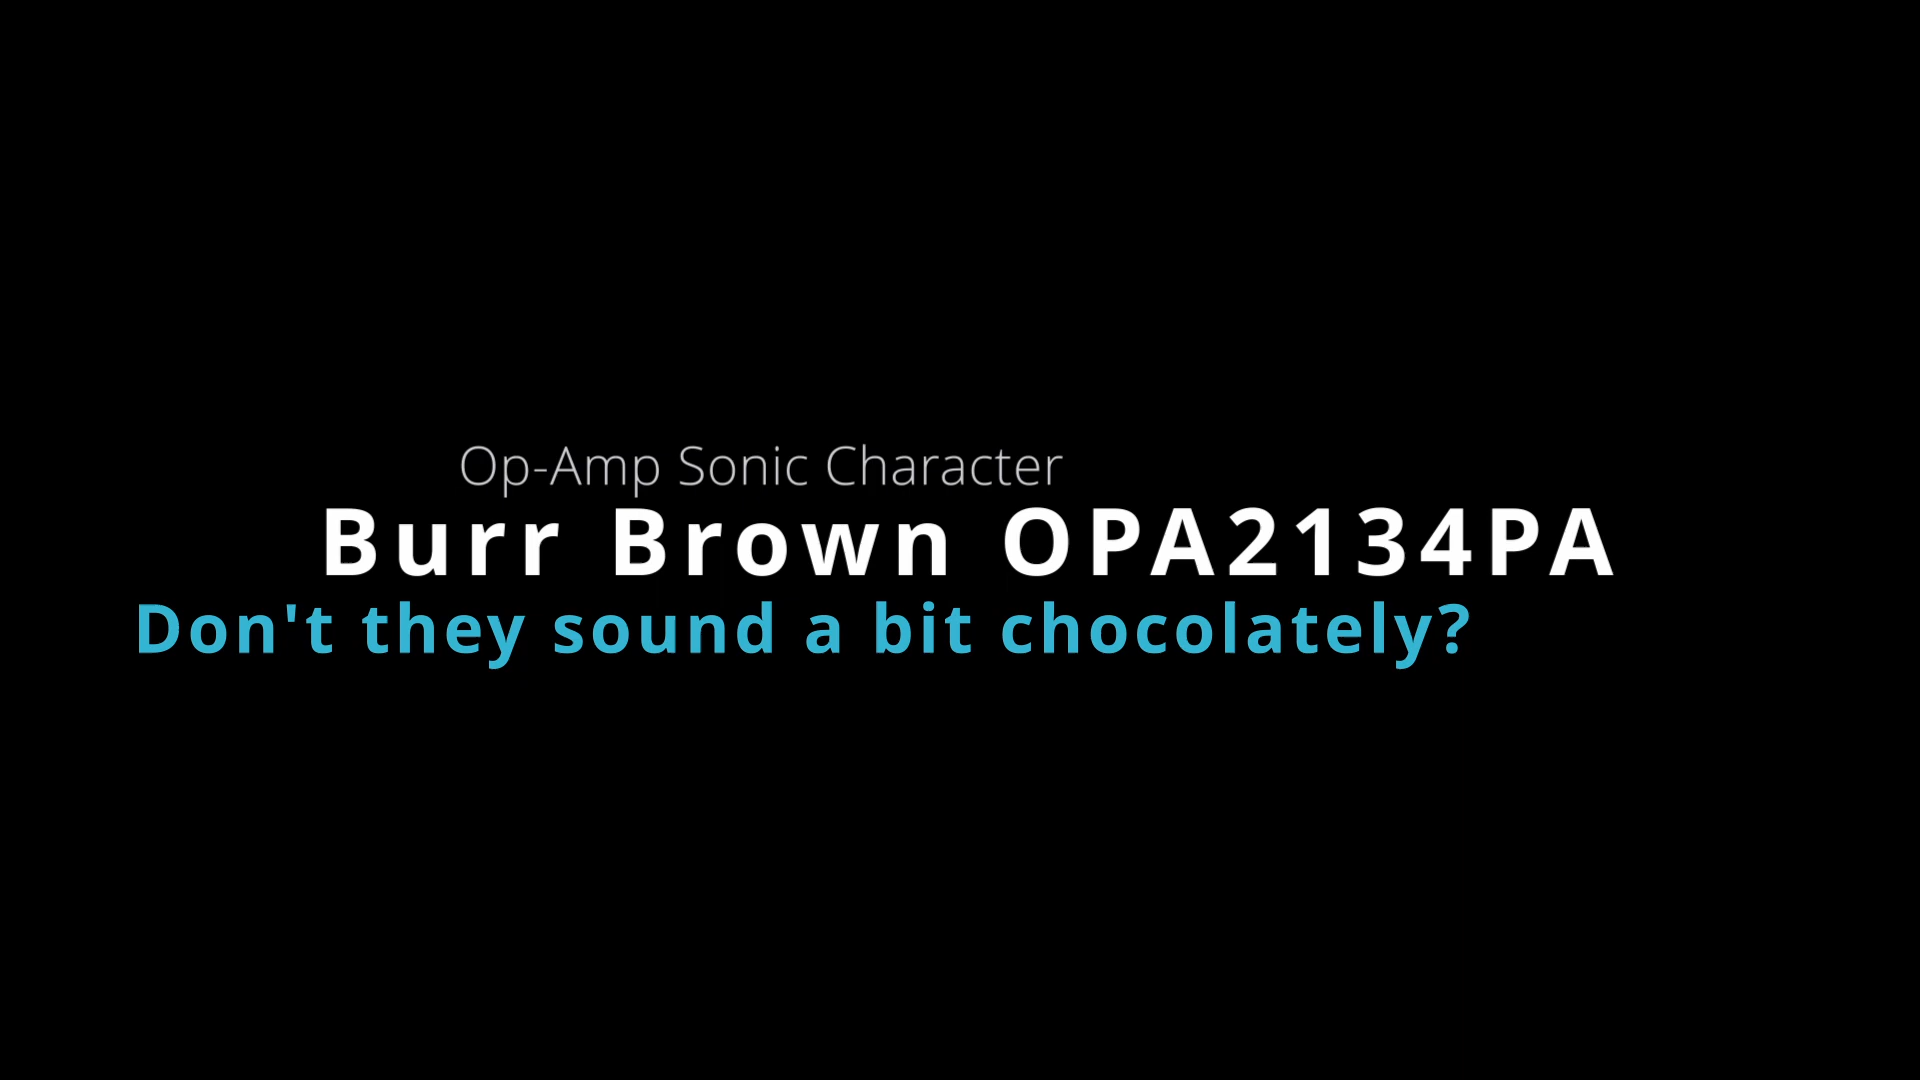 Op-Amp Sonic Character
Burr Brown OPA2134PA
Don't they sound a bit chocolately?